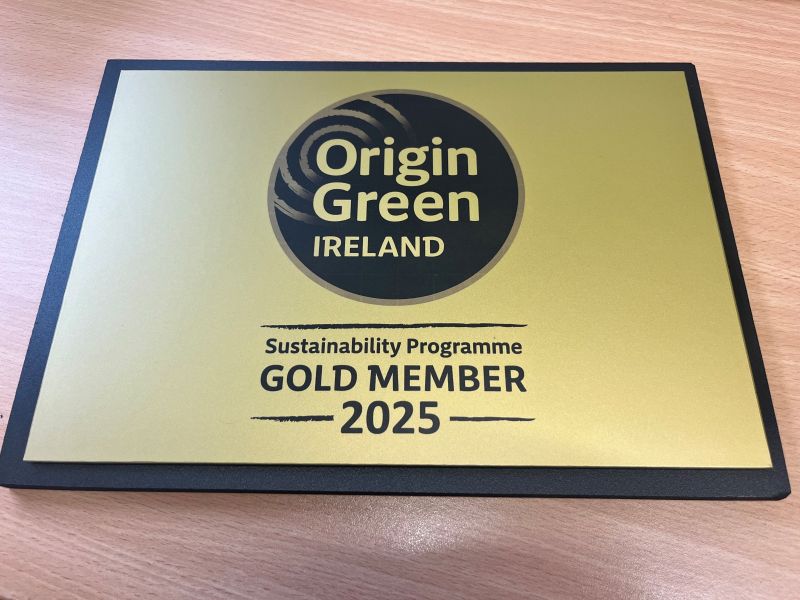 Origin
Green
IRELAND
Sustainability Programme
GOLD MEMBER
2025